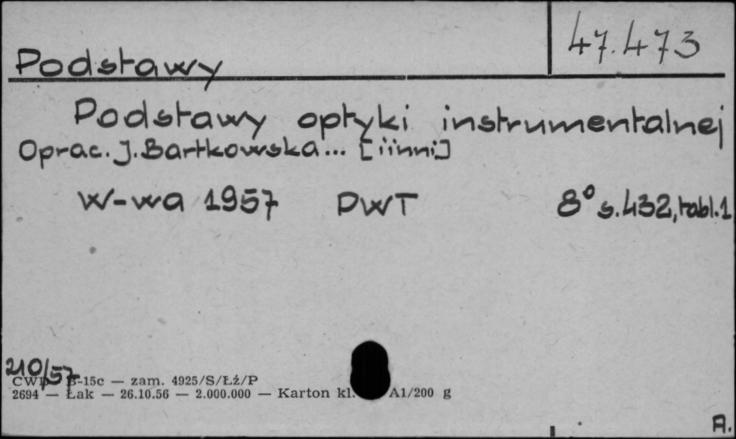 47.473
Podstawy
Podstawy optyki instrumentalnej
Oprac. J. Bartkowska... [i inni]
W-wa 1957 PWT 8° s. 432, tabl. 1
210/57
CWD B-15c — zam. 4925/S/Łż/P
2694 — Łak — 26.10.56 — 2.000.000 — Karton kl. A1/200 g
A.